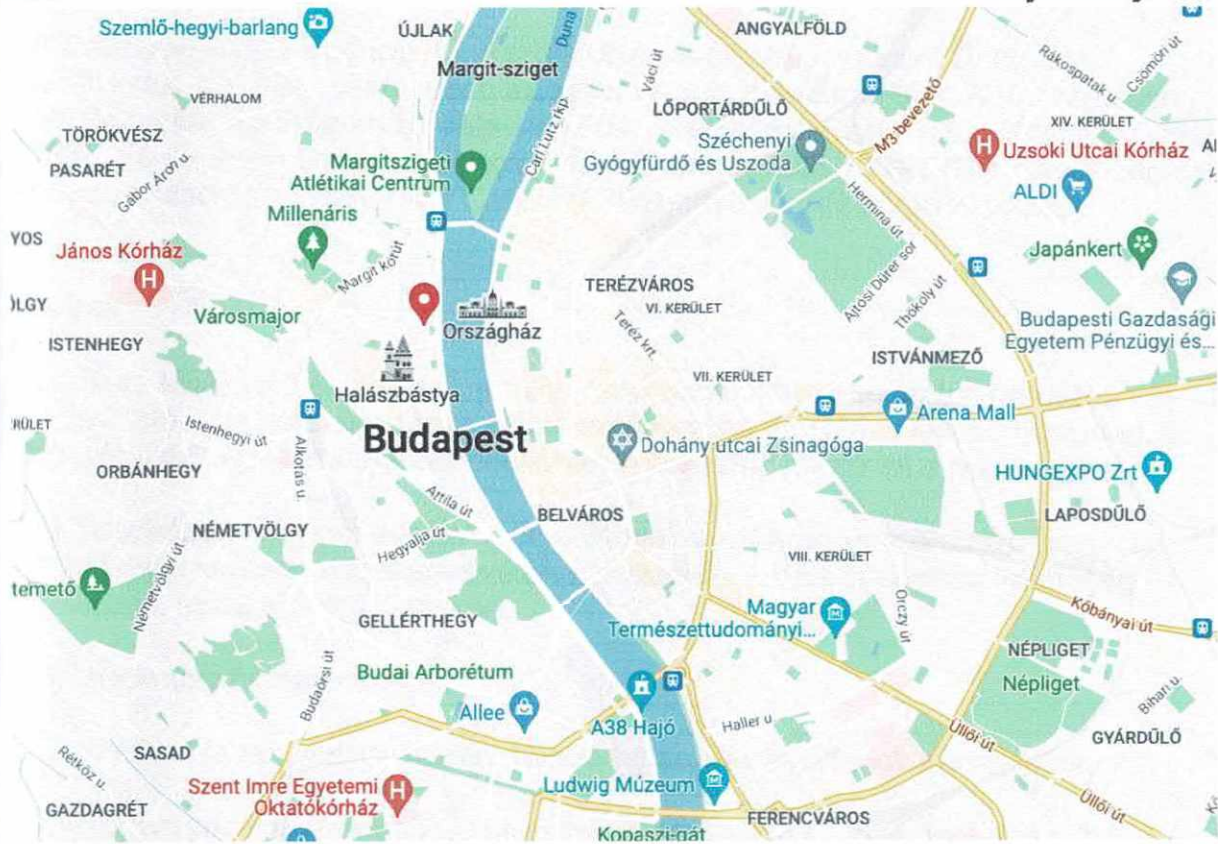 Szemlő-hegyi-barlang
ÚJLAK
Duna
ANGYALFÖLD
Margit-sziget
Váci út
Rákospatak u.
Csömöri út
VÉRHALOM
LŐPORTÁRDŰLŐ
M3 bevezető
XIV. KERÜLET
TÖRÖKVÉSZ
Carl Lutz rkp.
Széchenyi
Gyógyfürdő és Uszoda
H Uzsoki Utcai Kórház
PASARÉT
Gábor Áron u.
Margitszigeti
Atlétikai Centrum
ALDI
Millenáris
Hermina út
YOS
János Kórház
H
Margit körút
Japánkert
Ajtósi Dürer sor
TERÉZVÁROS
Thököly út
VI. KERÜLET
Városmajor
Országház
Teréz krt.
Budapesti Gazdasági
Egyetem Pénzügyi és...
ISTENHEGY
ISTVÁNMEZŐ
VII. KERÜLET
Halászbástya
Arena Mall
Istenhegyi út
Budapest
Dohány utcai Zsinagóga
Alkotás u.
ORBÁNHEGY
HUNGEXPO Zrt
Attila út
BELVÁROS
LAPOSDŰLŐ
NÉMETVÖLGY
Hegyalja út
VIII. KERÜLET
temető
Németvölgyi út
Orczy út
Kőbányai út
GELLÉRTHEGY
Magyar
Természettudományi...
NÉPLIGET
Népliget
Budai Arborétum
Budaörsi út
Bihari u.
Allee
A38 Hajó
Haller u
Üllői út
GYÁRDŰLŐ
SASAD
Rétköz u.
Szent Imre Egyetemi
Oktatókórház H
Ludwig Múzeum
Üllői út
GAZDAGRÉT
FERENCVÁROS
Kopaszi-gát